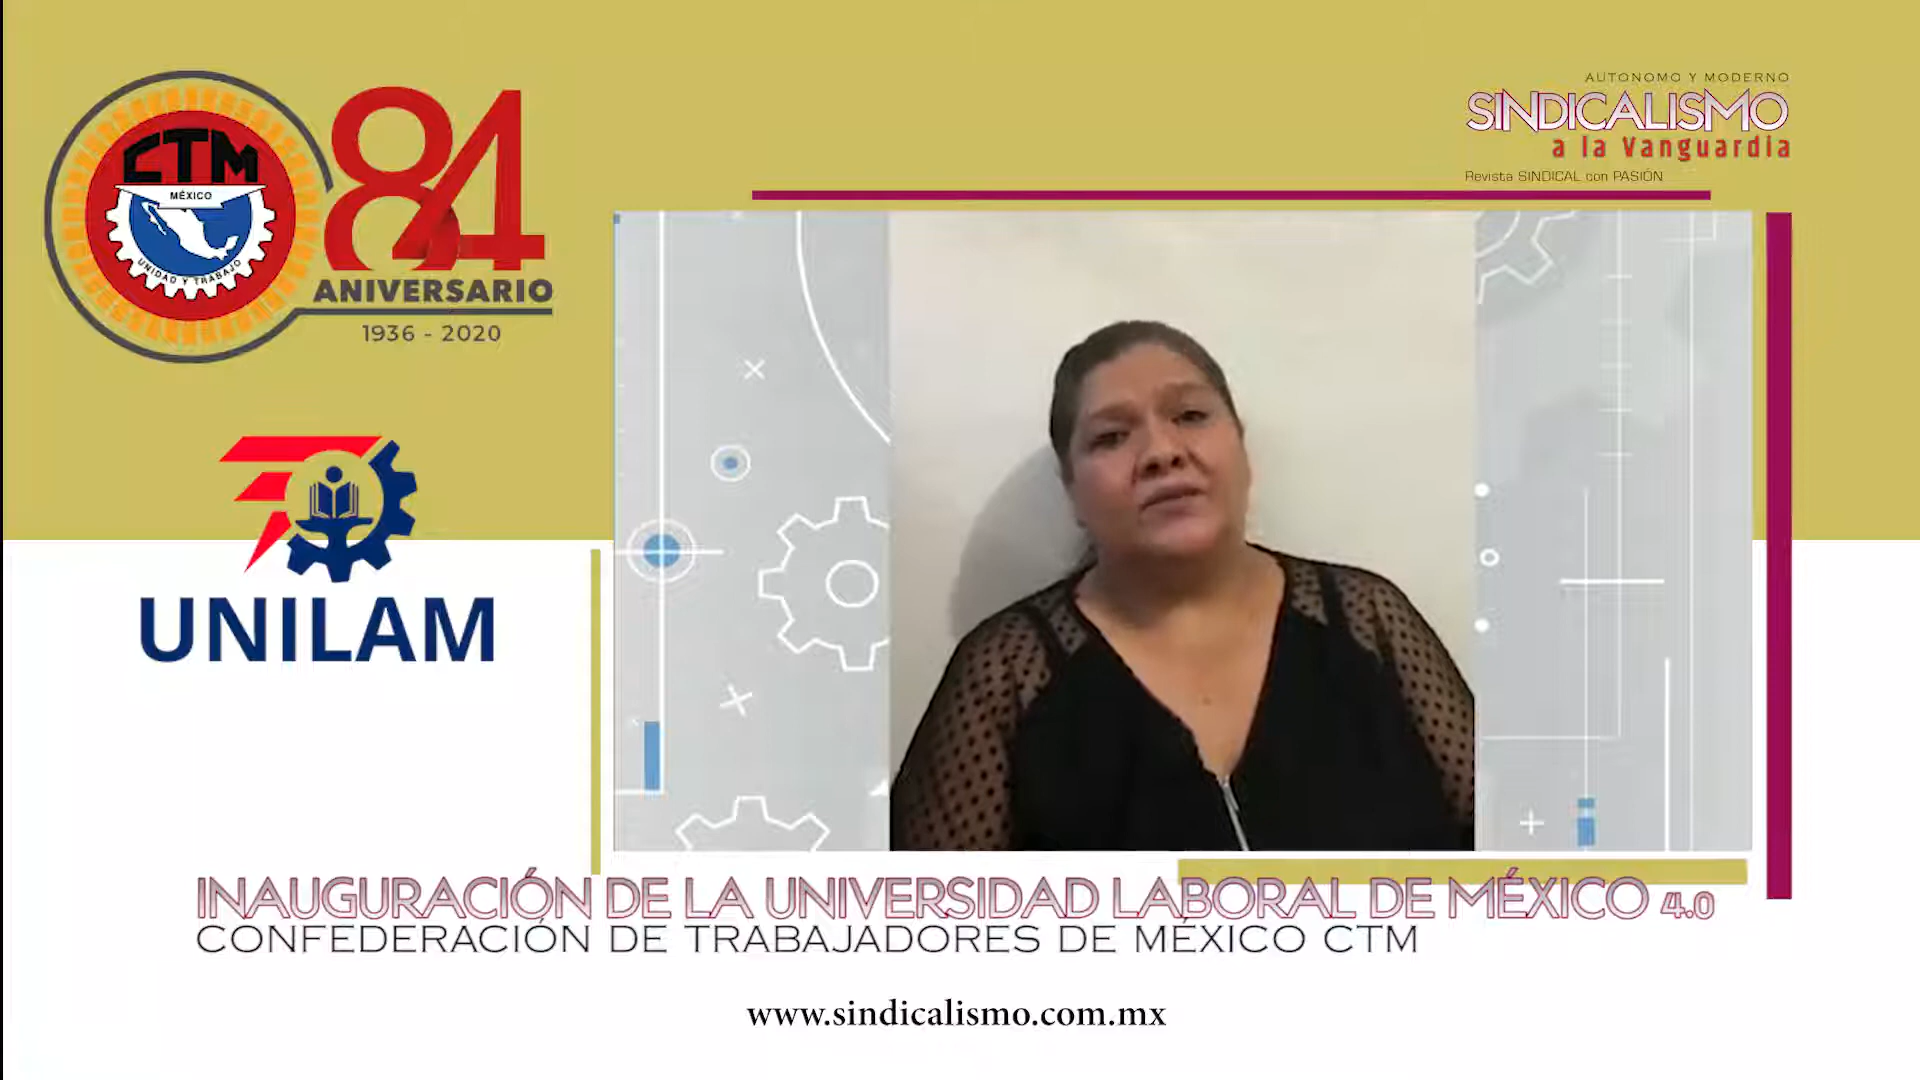 CTM
MÉXICO
UNIDAD Y TRABAJO
84
ANIVERSARIO
1936 - 2020
AUTONOMO Y MODERNO
SINDICALISMO
a la Vanguardia
Revista SINDICAL con PASIÓN
UNILAM
INAUGURACIÓN DE LA UNIVERSIDAD LABORAL DE MÉXICO 4.0
CONFEDERACIÓN DE TRABAJADORES DE MÉXICO CTM
www.sindicalismo.com.mx